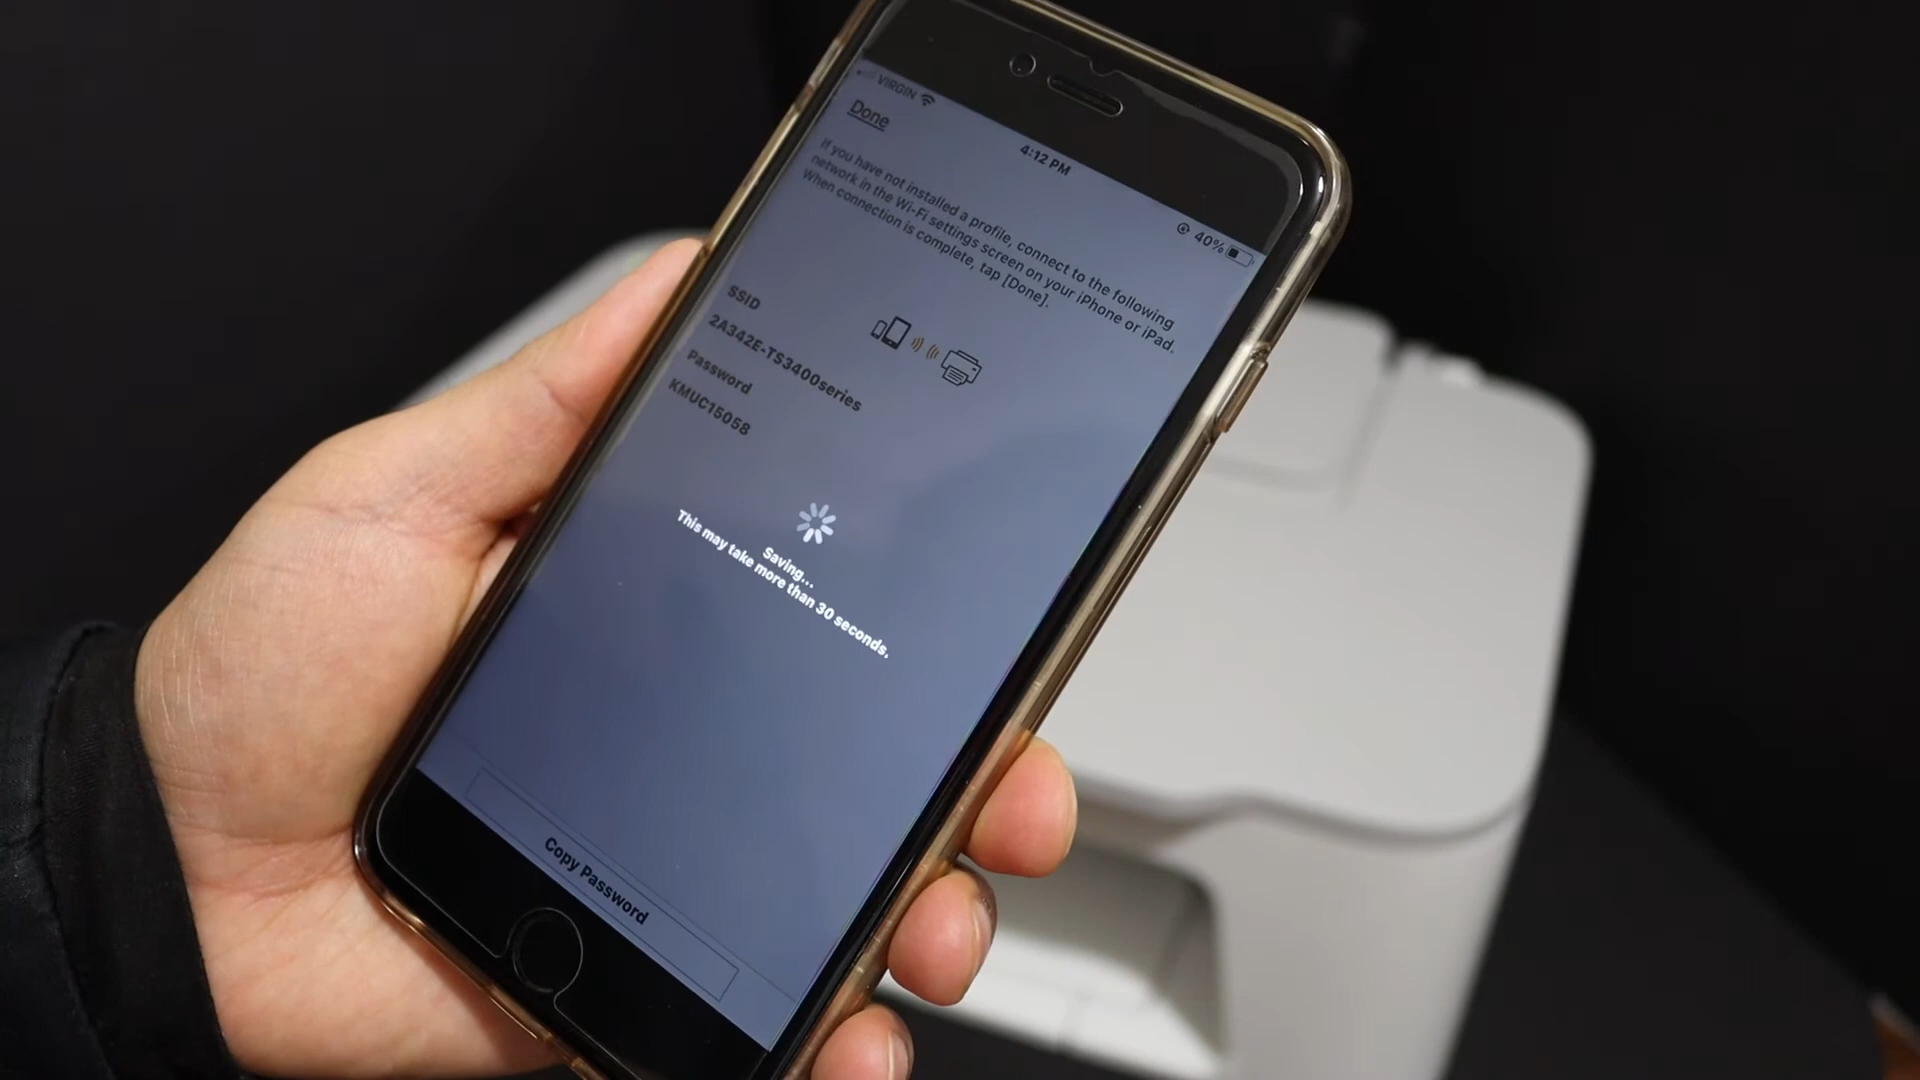 VIRGIN
4:12 PM
40%
Done
If you have not installed a profile, connect to the following
network in the Wi-Fi settings screen on your iPhone or iPad.
When connection is complete, tap [Done].
SSID
2A342E-TS3400series
Password
KMUC15058
Saving...
This may take more than 30 seconds.
Copy Password